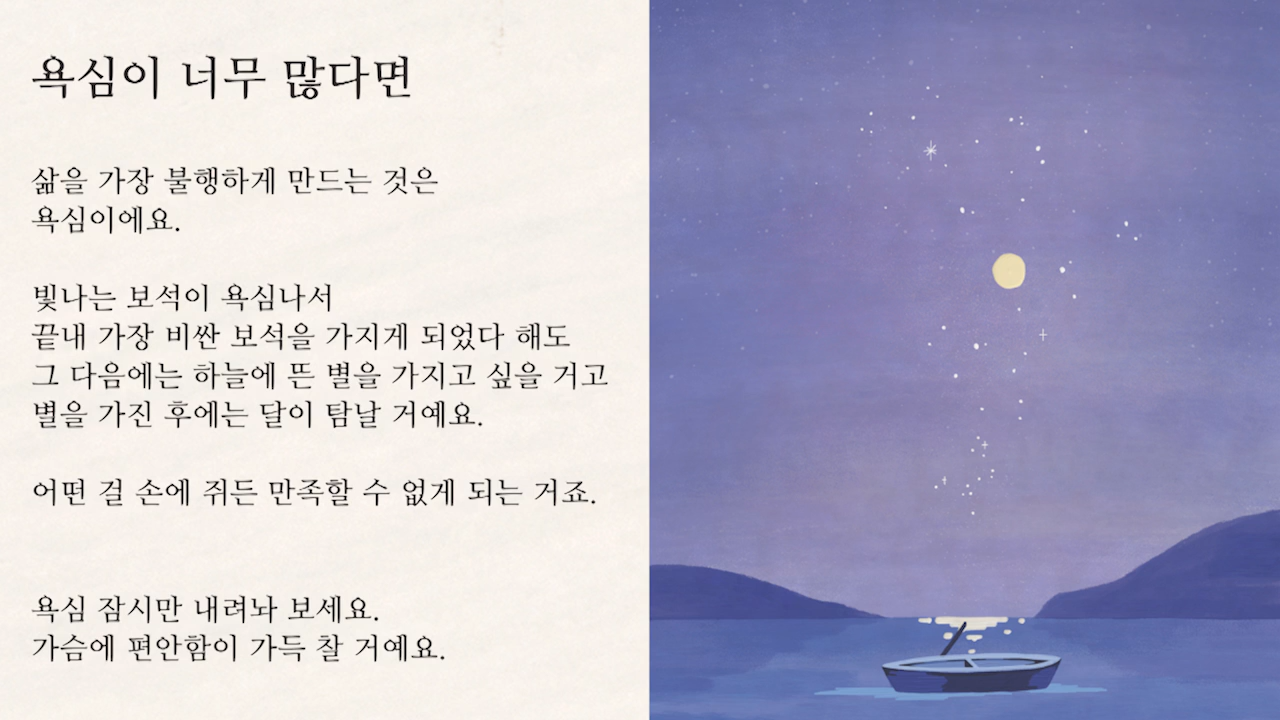 욕심이 너무 많다면
삶을 가장 불행하게 만드는 것은
욕심이에요.
빛나는 보석이 욕심나서
끝내 가장 비싼 보석을 가지게 되었다 해도
그 다음에는 하늘에 뜬 별을 가지고 싶을 거고
별을 가진 후에는 달이 탐날 거예요.
어떤 걸 손에 쥐든 만족할 수 없게 되는 거죠.
욕심 잠시만 내려놔 보세요.
가슴에 편안함이 가득 찰 거예요.